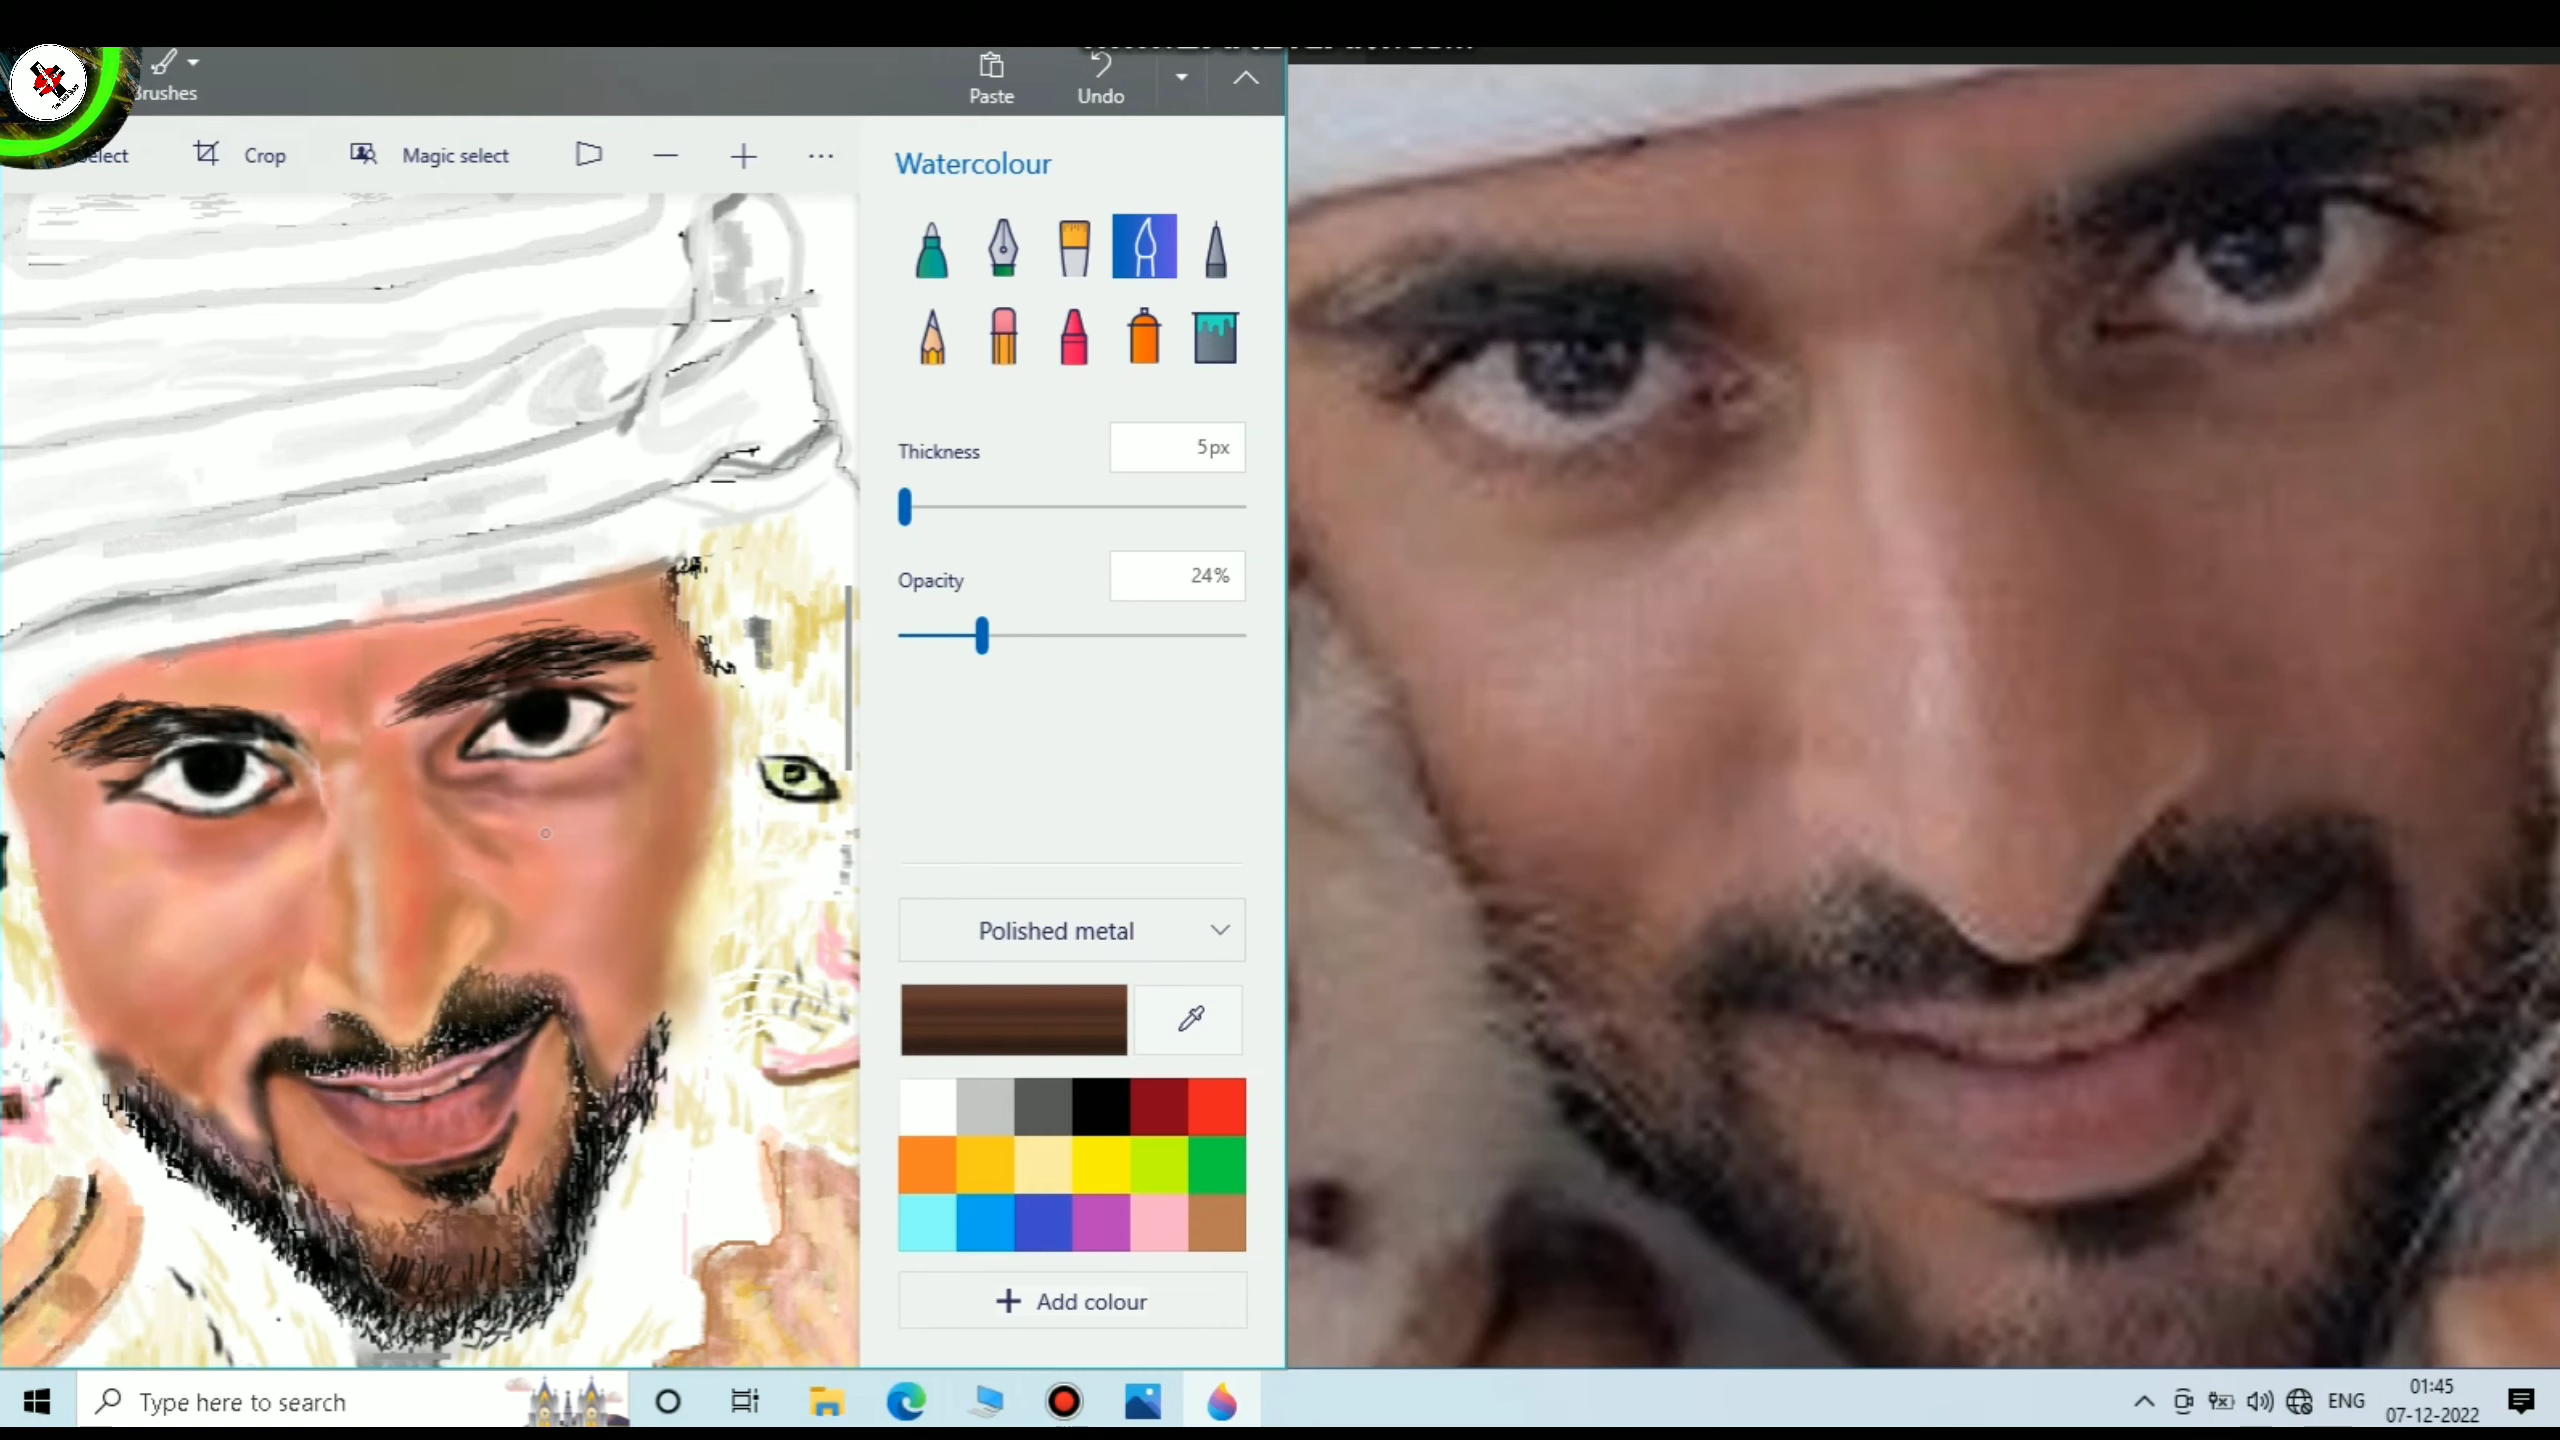 Brushes
Paste
Undo
Select
Crop
Magic select
Watercolour
Thickness
5px
Opacity
24%
Polished metal
Add colour
Type here to search
ENG
01:45
07-12-2022